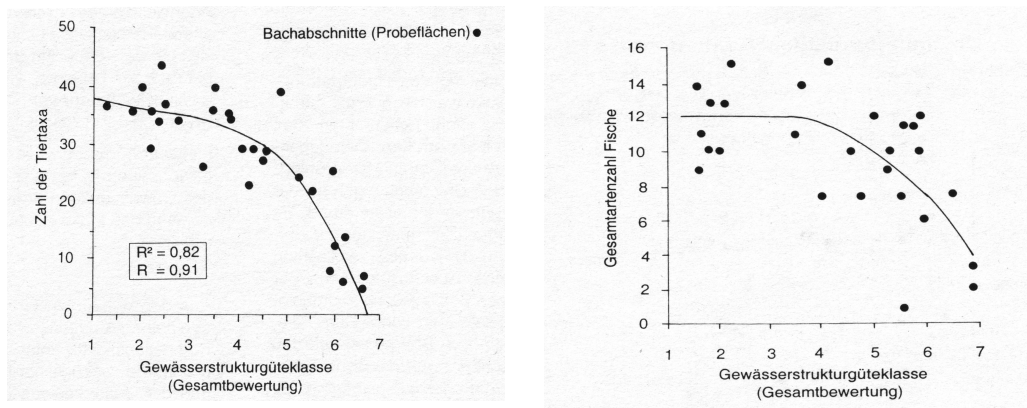 50
40
30
20
10
0
Zahl der Tiertaxa
Bachabschnitte (Probeflächen)
R² = 0,82
R = 0,91
1 2 3 4 5 6 7
Gewässerstrukturgüteklasse
(Gesamtbewertung)
16
14
12
10
8
6
4
2
0
Gesamtartenzahl Fische
1 2 3 4 5 6 7
Gewässerstrukturgüteklasse
(Gesamtbewertung)